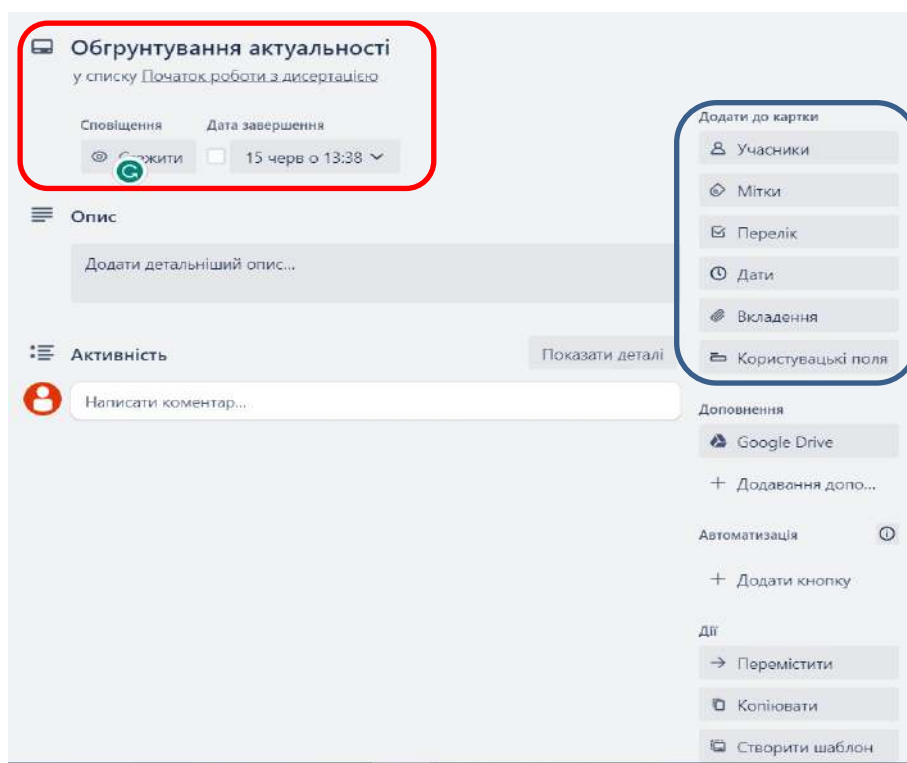 Обгрунтування актуальності
у списку Початок роботи з дисертацією
Сповіщення Дата завершення
15 черв о 13:38
Опис
Додати детальніший опис...
Активність
Показати деталі
Написати коментар...
Додати до картки
Учасники
Мітки
Перелік
Дати
Вкладення
Користувацькі поля
Доповнення
Google Drive
+ Додавання допо...
Автоматизація
+ Додати кнопку
Дії
Перемістити
Копіювати
Створити шаблон